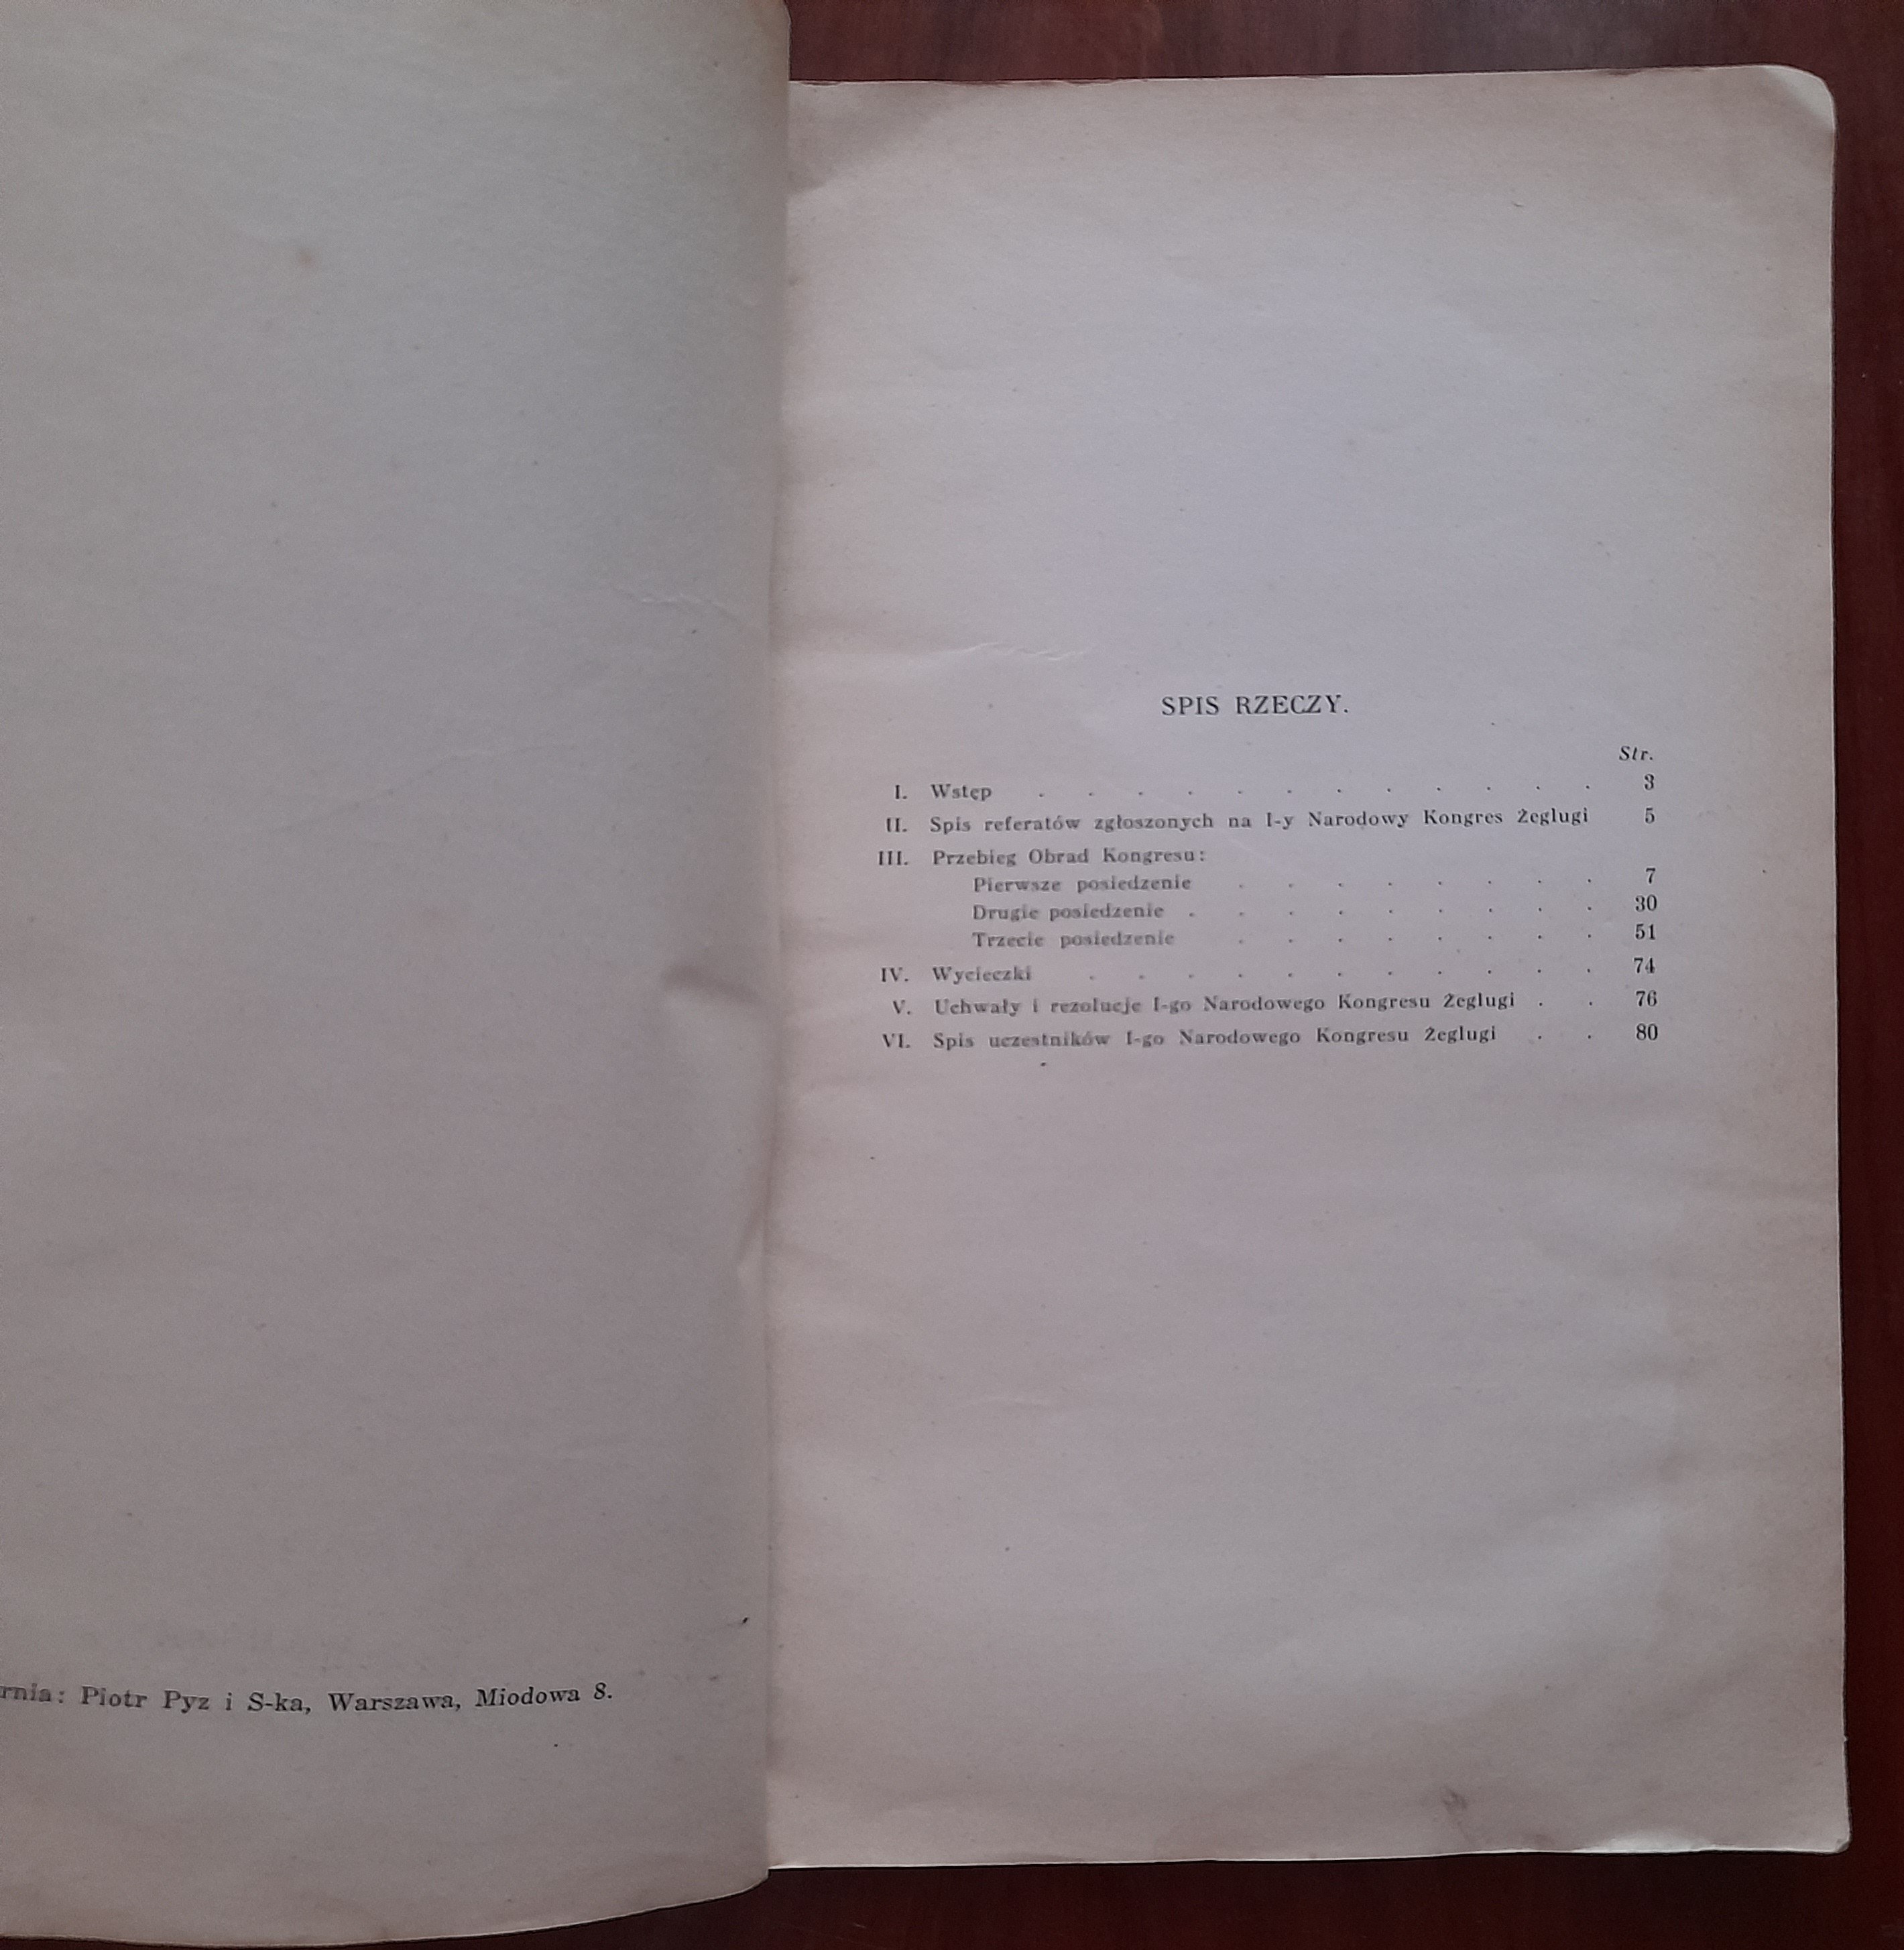 rnia: Piotr Pyz i S-ka, Warszawa, Miodowa 8.
SPIS RZECZY.
Str.
I. Wstęp . . . . . . . . . . . . 3
II. Spis referatów zgłoszonych na I-y Narodowy Kongres Żeglugi 5
III. Przebieg Obrad Kongresu:
Pierwsze posiedzenie . . . . . . . . 7
Drugie posiedzenie . . . . . . . . . 30
Trzecie posiedzenie . . . . . . . . 51
IV. Wycieczki . . . . . . . . . . . 74
V. Uchwały i rezolucje I-go Narodowego Kongresu Żeglugi . . 76
VI. Spis uczestników I-go Narodowego Kongresu Żeglugi . . 80